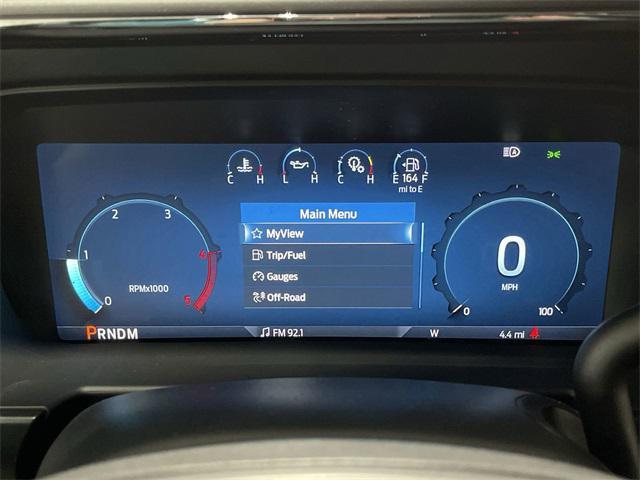 C H
L H
C H
E 164 F
mi to E
Main Menu
MyView
Trip/Fuel
Gauges
Off-Road
2 3
1 4
0 5
RPMx1000
0
MPH
0 100
PRNDM
FM 92.1
W
4.4 mi